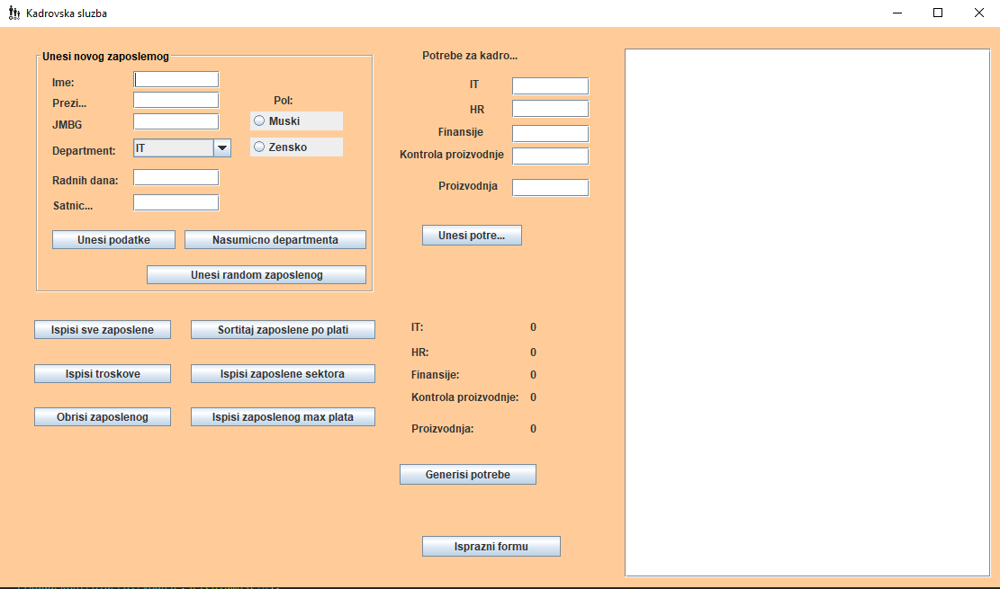 Kadrovska sluzba
Unesi novog zaposlemog
Ime:
Prezi...
Pol:
JMBG
Muski
Department:
IT
Zensko
Radnih dana:
Satnic...
Unesi podatke
Nasumicno departmenta
Unesi random zaposlenog
Ispisi sve zaposlene
Sortitaj zaposlene po plati
Ispisi troskove
Ispisi zaposlene sektora
Obrisi zaposlenog
Ispisi zaposlenog max plata
Potrebe za kadro...
IT
HR
Finansije
Kontrola proizvodnje
Proizvodnja
Unesi potre...
IT: 0
HR: 0
Finansije: 0
Kontrola proizvodnje: 0
Proizvodnja: 0
Generisi potrebe
Isprazni formu